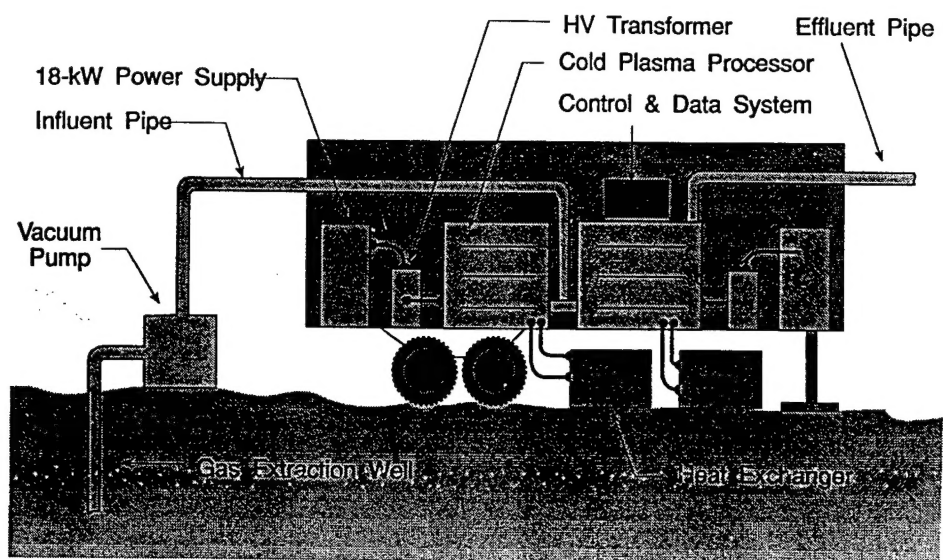 HV Transformer
Effluent Pipe
18-kW Power Supply
Cold Plasma Processor
Influent Pipe
Control & Data System
Vacuum
Pump
Gas Extraction Well
Heat Exchanger